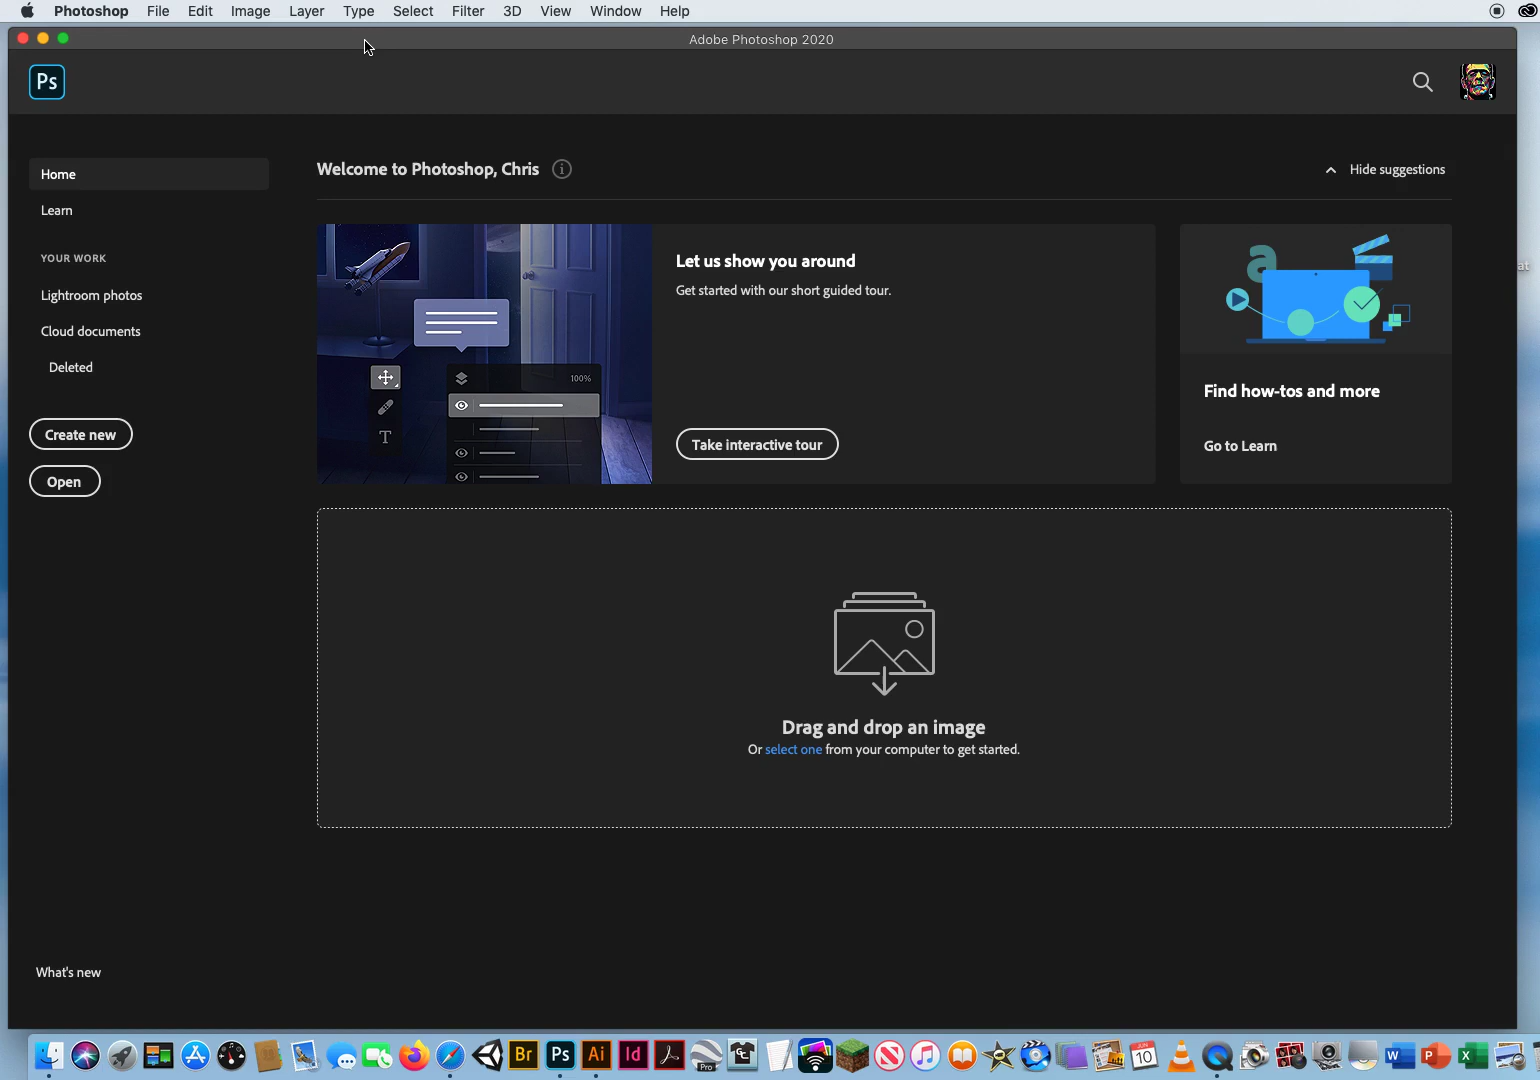 Photoshop File Edit Image Layer Type Select Filter 3D View Window Help
Adobe Photoshop 2020
Ps
Home
Learn
YOUR WORK
Lightroom photos
Cloud documents
Deleted
Create new
Open
What's new
Welcome to Photoshop, Chris
Hide suggestions
100%
T
Let us show you around
Get started with our short guided tour.
Take interactive tour
a
Find how-tos and more
Go to Learn
Drag and drop an image
Or select one from your computer to get started.
at
Br Ps Ai Id Pro JUN 10 W P X